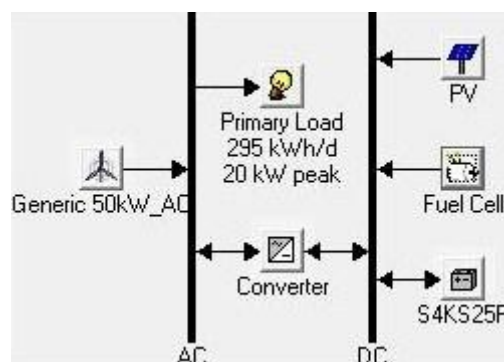 Primary Load
295 kWh/d
20 kW peak
Generic 50kW_AC
Converter
PV
Fuel Cell
S4KS25P
AC
DC